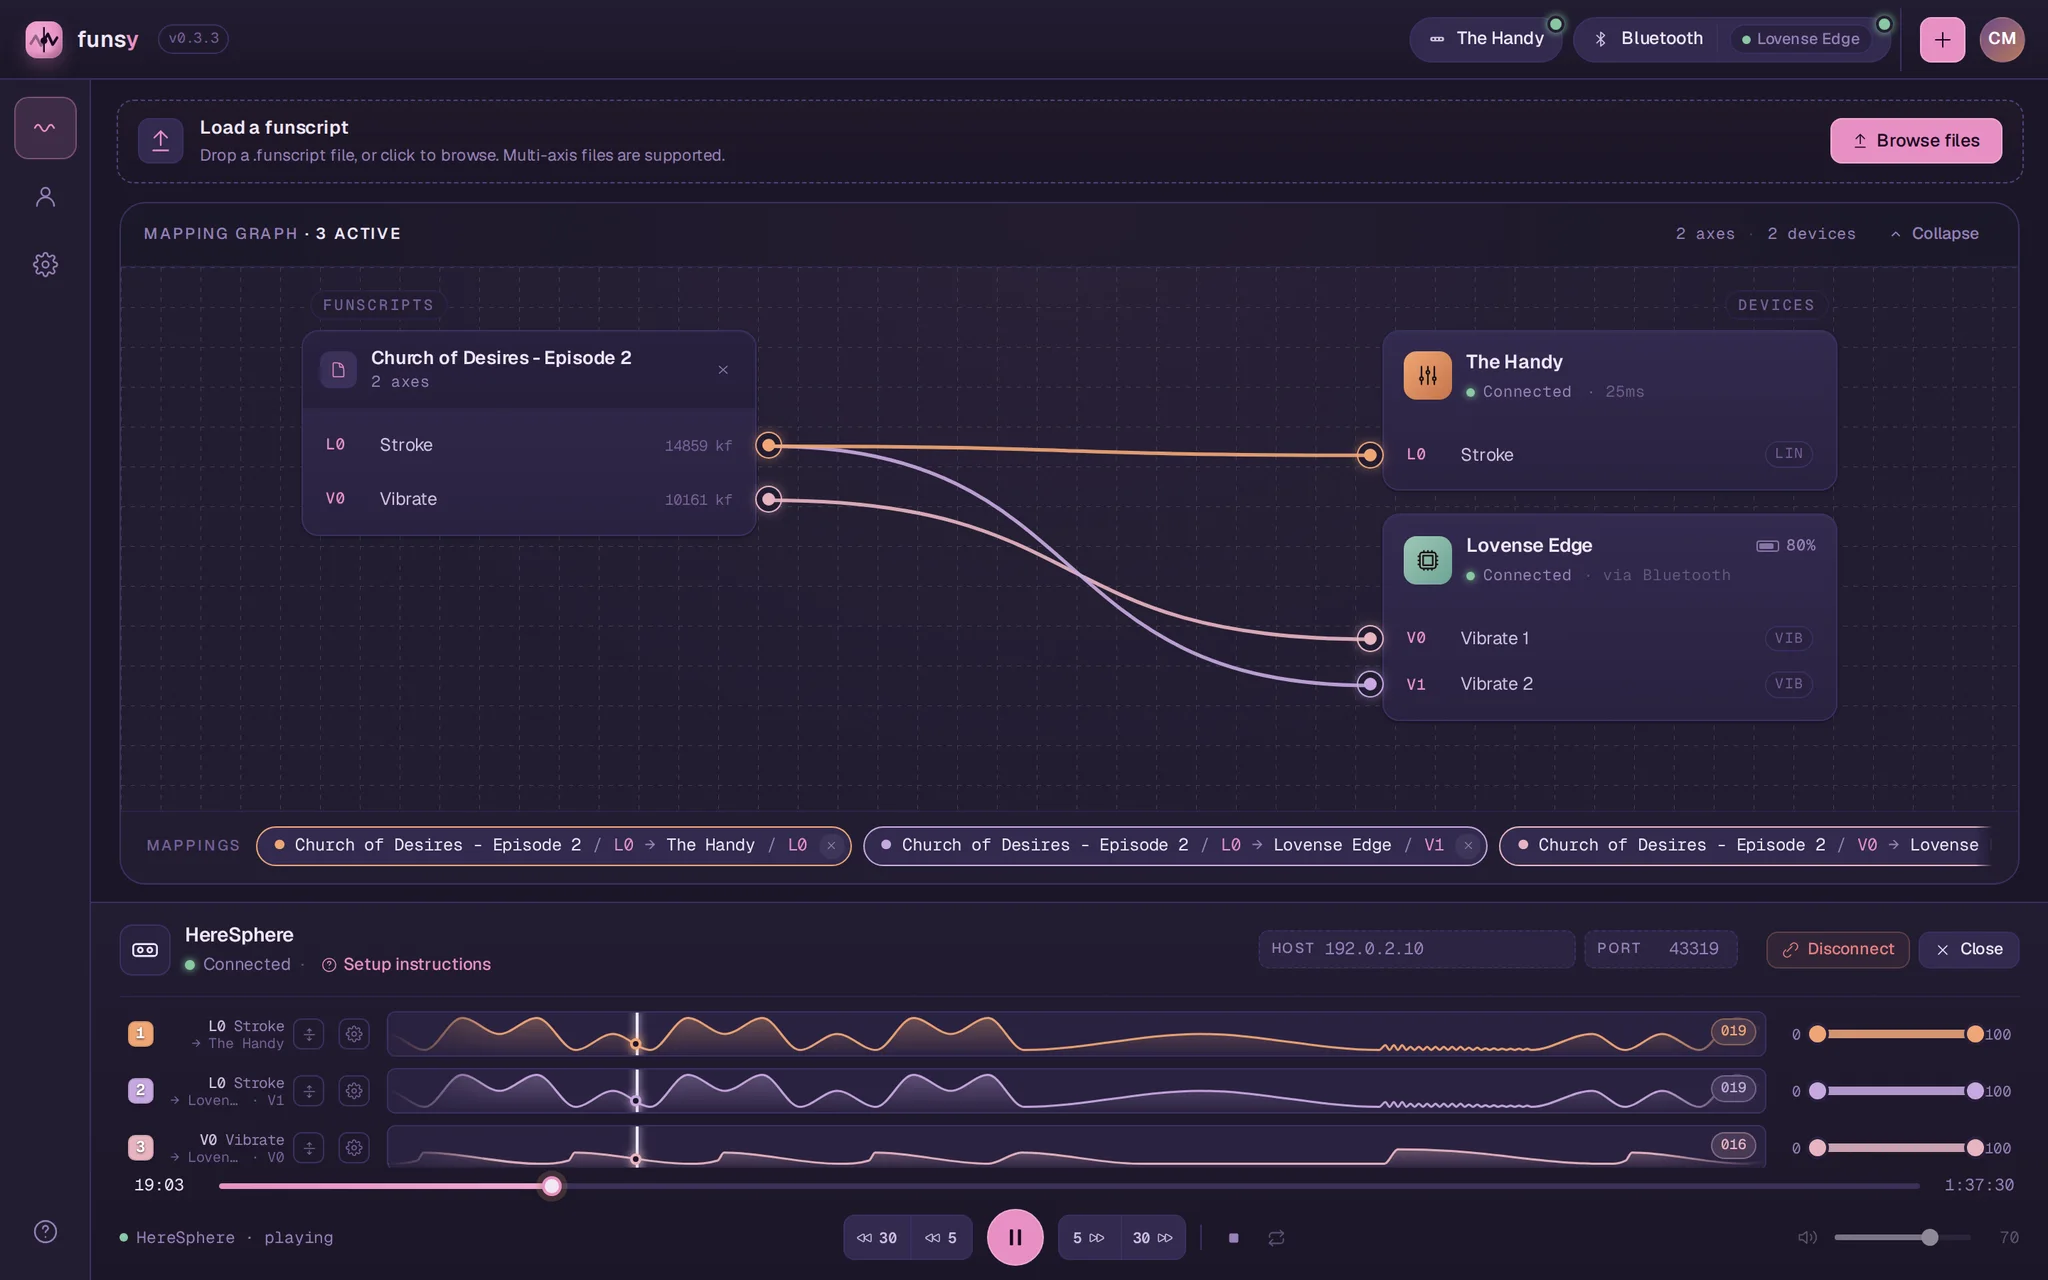 funsy v0.3.3
The Handy
Bluetooth Lovense Edge
CM
Load a funscript
Drop a .funscript file, or click to browse. Multi-axis files are supported.
Browse files
MAPPING GRAPH · 3 ACTIVE
2 axes · 2 devices Collapse
FUNSCRIPTS
DEVICES
Church of Desires - Episode 2
2 axes
L0 Stroke 14859 kf
V0 Vibrate 10161 kf
The Handy
Connected · 25ms
L0 Stroke LIN
Lovense Edge 80%
Connected · via Bluetooth
V0 Vibrate 1 VIB
V1 Vibrate 2 VIB
MAPPINGS
Church of Desires - Episode 2 / L0 → The Handy / L0
Church of Desires - Episode 2 / L0 → Lovense Edge / V1
Church of Desires - Episode 2 / V0 → Lovense
HereSphere
Connected · Setup instructions
HOST 192.0.2.10
PORT 43319
Disconnect
Close
1 L0 Stroke
→ The Handy
019
0 100
2 L0 Stroke
→ Loven… · V1
019
0 100
3 V0 Vibrate
→ Loven… · V0
016
0 100
19:03 1:37:30
HereSphere · playing
30 5 5 30
70